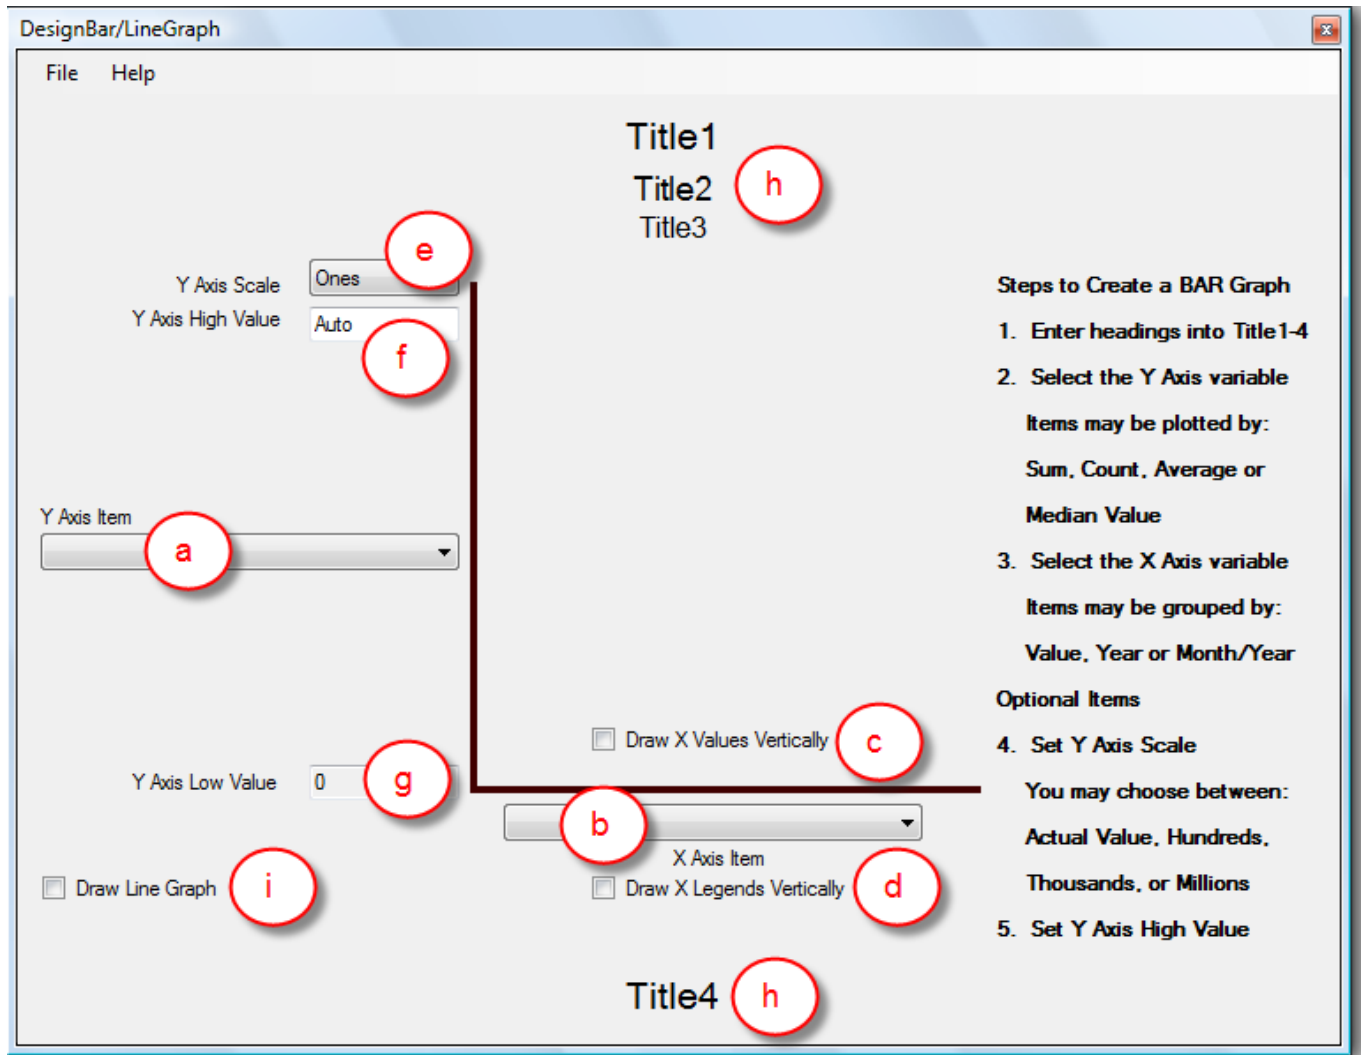 DesignBar/LineGraph
x
File Help
Title1
Title2 h
Title3
e
Y Axis Scale Ones
Y Axis High Value Auto
f
Y Axis Item
a
Draw X Values Vertically c
Y Axis Low Value 0 g
b
X Axis Item
Draw Line Graph i
Draw X Legends Vertically d
Title4 h
Steps to Create a BAR Graph
1. Enter headings into Title1-4
2. Select the Y Axis variable
Items may be plotted by:
Sum, Count, Average or
Median Value
3. Select the X Axis variable
Items may be grouped by:
Value, Year or Month/Year
Optional Items
4. Set Y Axis Scale
You may choose between:
Actual Value, Hundreds,
Thousands, or Millions
5. Set Y Axis High Value